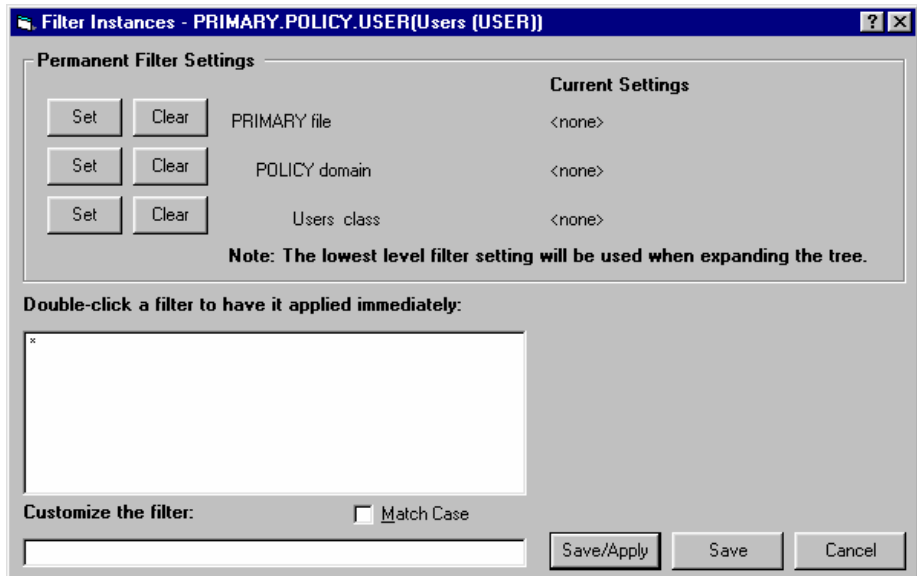 Filter Instances - PRIMARY.POLICY.USER(Users (USER))
Permanent Filter Settings
Current Settings
Set Clear PRIMARY file <none>
Set Clear POLICY domain <none>
Set Clear Users class <none>
Note: The lowest level filter setting will be used when expanding the tree.
Double-click a filter to have it applied immediately:
*
Customize the filter: Match Case
Save/Apply Save Cancel